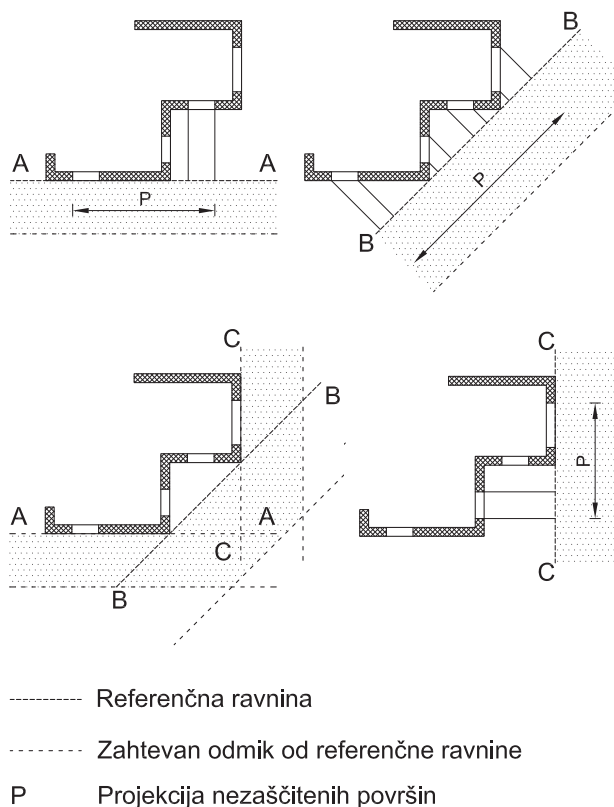 B
A A
P
P
B
C C
B
A A
P
C
B C
Referenčna ravnina
Zahtevan odmik od referenčne ravnine
P Projekcija nezaščitenih površin